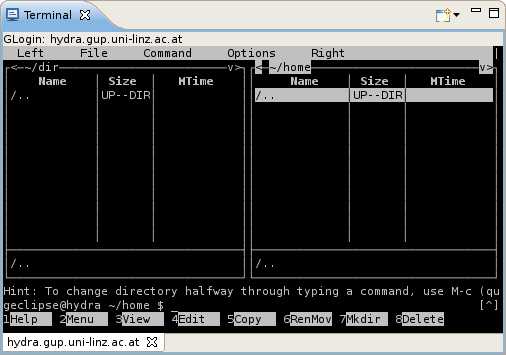 Terminal
GLogin: hydra.gup.uni-linz.ac.at
Left File Command Options Right
<─~/dir v> <─~/home v>
Name Size MTime Name Size MTime
/.. UP--DIR /.. UP--DIR
/.. /..
Hint: To change directory halfway through typing a command, use M-c (qu
geclipse@hydra ~/home $ [^]
1Help 2Menu 3View 4Edit 5Copy 6RenMov 7Mkdir 8Delete
hydra.gup.uni-linz.ac.at